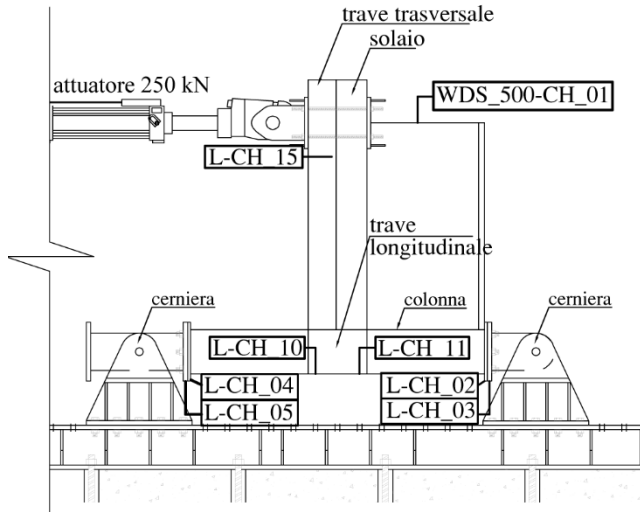 trave trasversale
solaio
attuatore 250 kN
WDS_500-CH_01
L-CH_15
trave
longitudinale
cerniera
colonna
cerniera
L-CH_10
L-CH_11
L-CH_04
L-CH_02
L-CH_05
L-CH_03